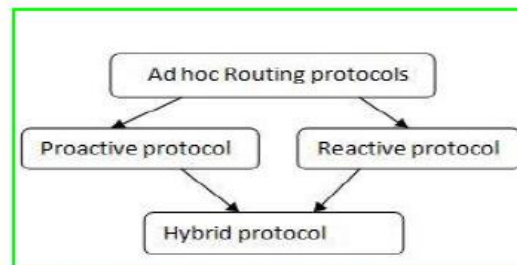 Ad hoc Routing protocols
Proactive protocol
Reactive protocol
Hybrid protocol